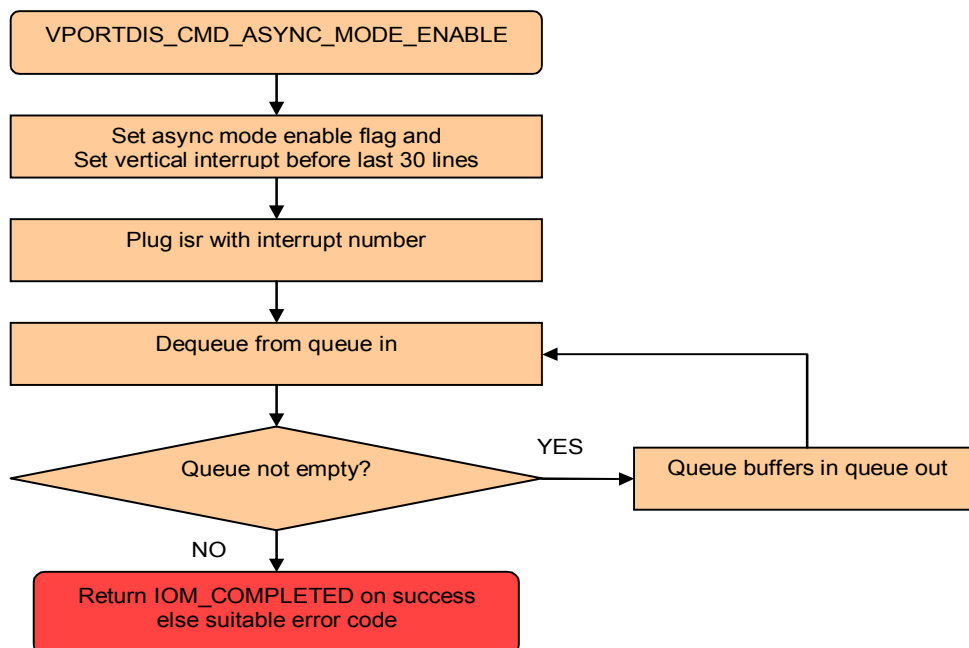 VPORTDIS_CMD_ASYNC_MODE_ENABLE
Set async mode enable flag and
Set vertical interrupt before last 30 lines
Plug isr with interrupt number
Dequeue from queue in
Queue not empty?
YES
Queue buffers in queue out
NO
Return IOM_COMPLETED on success
else suitable error code